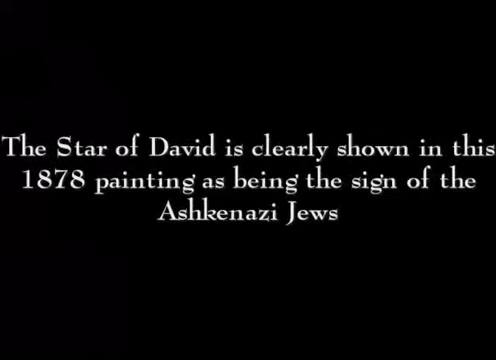 The Star of David is clearly shown in this
1878 painting as being the sign of the
Ashkenazi Jews